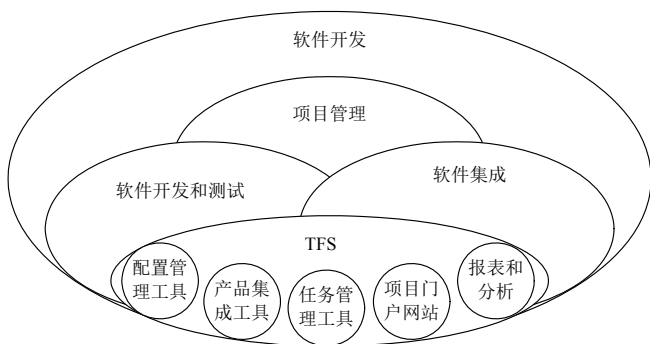 软件开发
项目管理
软件开发和测试
软件集成
TFS
配置管
理工具
产品集
成工具
任务管
理工具
项目门
户网站
报表和
分析